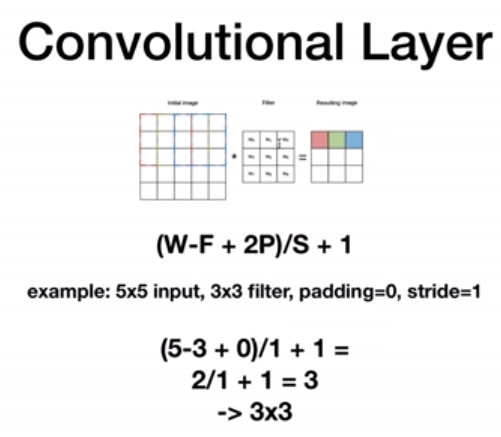 Convolutional Layer
Initial image
Filter
Resulting image
* =
(W-F + 2P)/S + 1
example: 5x5 input, 3x3 filter, padding=0, stride=1
(5-3 + 0)/1 + 1 =
2/1 + 1 = 3
-> 3x3